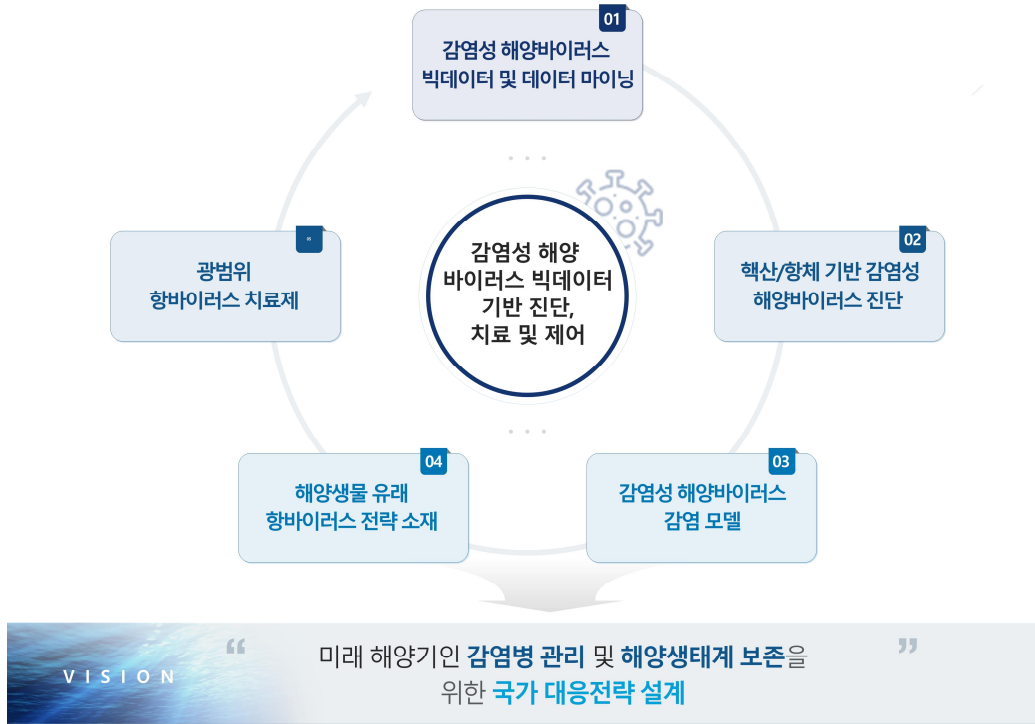 01
감염성 해양바이러스
빅데이터 및 데이터 마이닝
02
핵산/항체 기반 감염성
해양바이러스 진단
03
감염성 해양바이러스
감염 모델
04
해양생물 유래
항바이러스 전략 소재
광범위
항바이러스 치료제
감염성 해양
바이러스 빅데이터
기반 진단,
치료 및 제어
VISION
“ 미래 해양기인 감염병 관리 및 해양생태계 보존을 ”
위한 국가 대응전략 설계